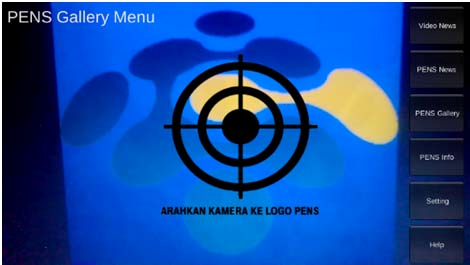 PENS Gallery Menu
Video News
PENS News
PENS Gallery
PENS Info
Setting
Help
ARAHKAN KAMERA KE LOGO PENS